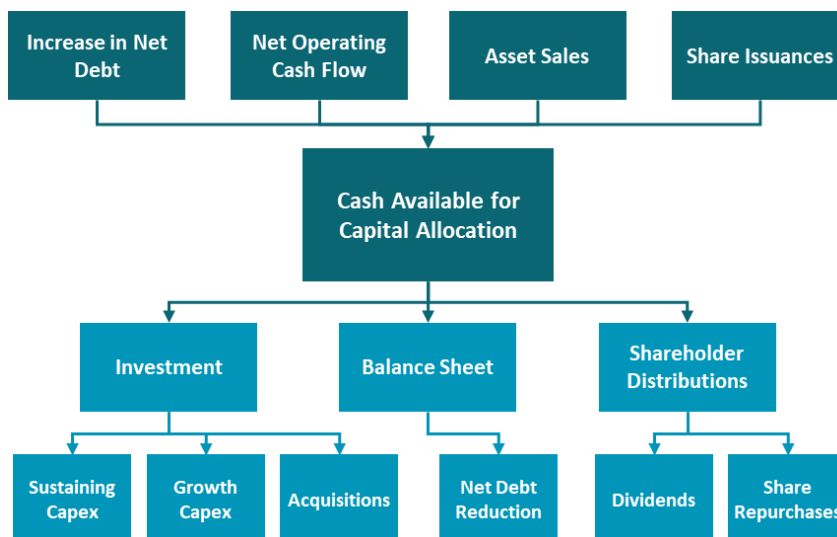 Increase in Net
Debt
Net Operating
Cash Flow
Asset Sales
Share Issuances
Cash Available for
Capital Allocation
Investment
Balance Sheet
Shareholder
Distributions
Sustaining
Capex
Growth
Capex
Acquisitions
Net Debt
Reduction
Dividends
Share
Repurchases